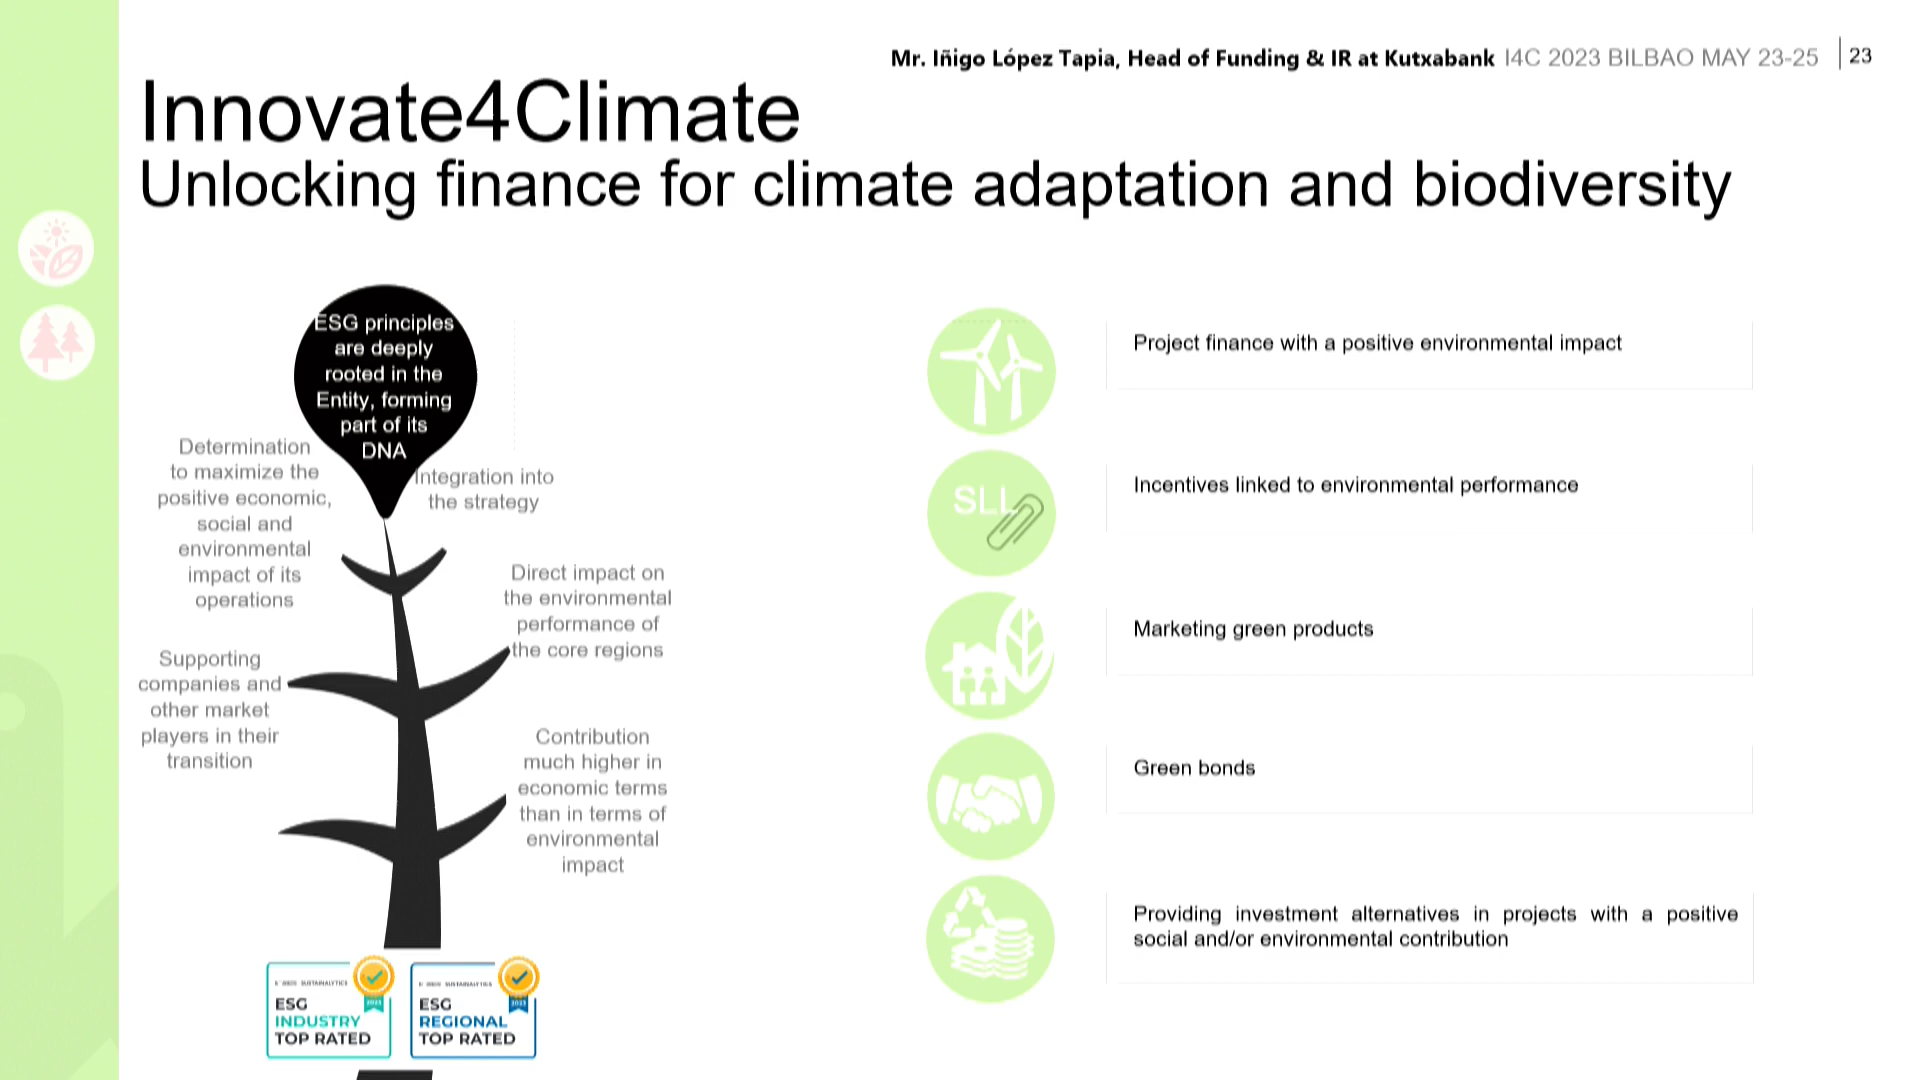 Mr. Iñigo López Tapia, Head of Funding & IR at Kutxabank I4C 2023 BILBAO MAY 23-25 23
Innovate4Climate
Unlocking finance for climate adaptation and biodiversity
ESG principles
are deeply
rooted in the
Entity, forming
part of its
DNA
Determination
to maximize the
positive economic,
social and
environmental
impact of its
operations
Integration into
the strategy
Direct impact on
the environmental
performance of
the core regions
Supporting
companies and
other market
players in their
transition
Contribution
much higher in
economic terms
than in terms of
environmental
impact
SUSTAINALYTICS
2023
ESG
INDUSTRY
TOP RATED
SUSTAINALYTICS
2023
ESG
REGIONAL
TOP RATED
Project finance with a positive environmental impact
SLL
Incentives linked to environmental performance
Marketing green products
Green bonds
Providing investment alternatives in projects with a positive
social and/or environmental contribution